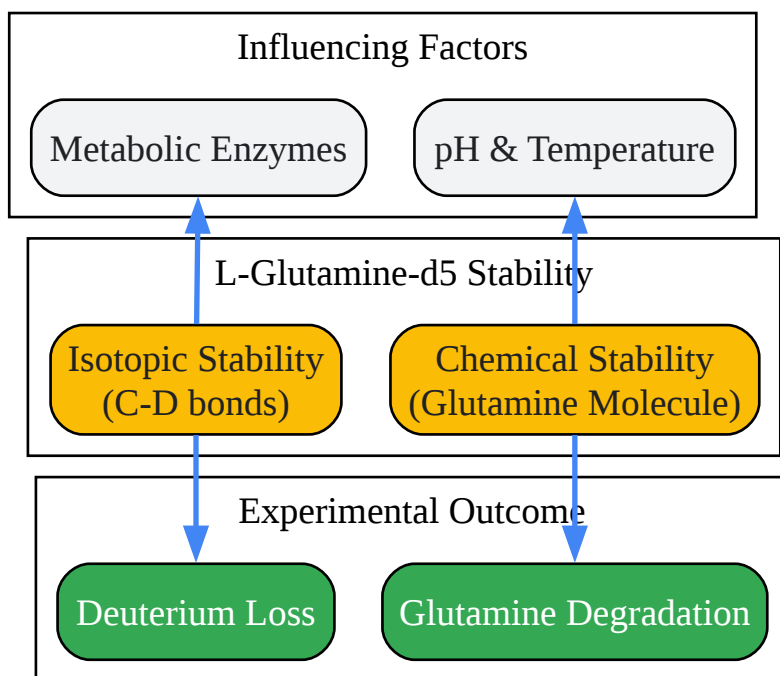 Influencing Factors
Metabolic Enzymes
pH & Temperature
L-Glutamine-d5 Stability
Isotopic Stability
(C-D bonds)
Chemical Stability
(Glutamine Molecule)
Experimental Outcome
Deuterium Loss
Glutamine Degradation